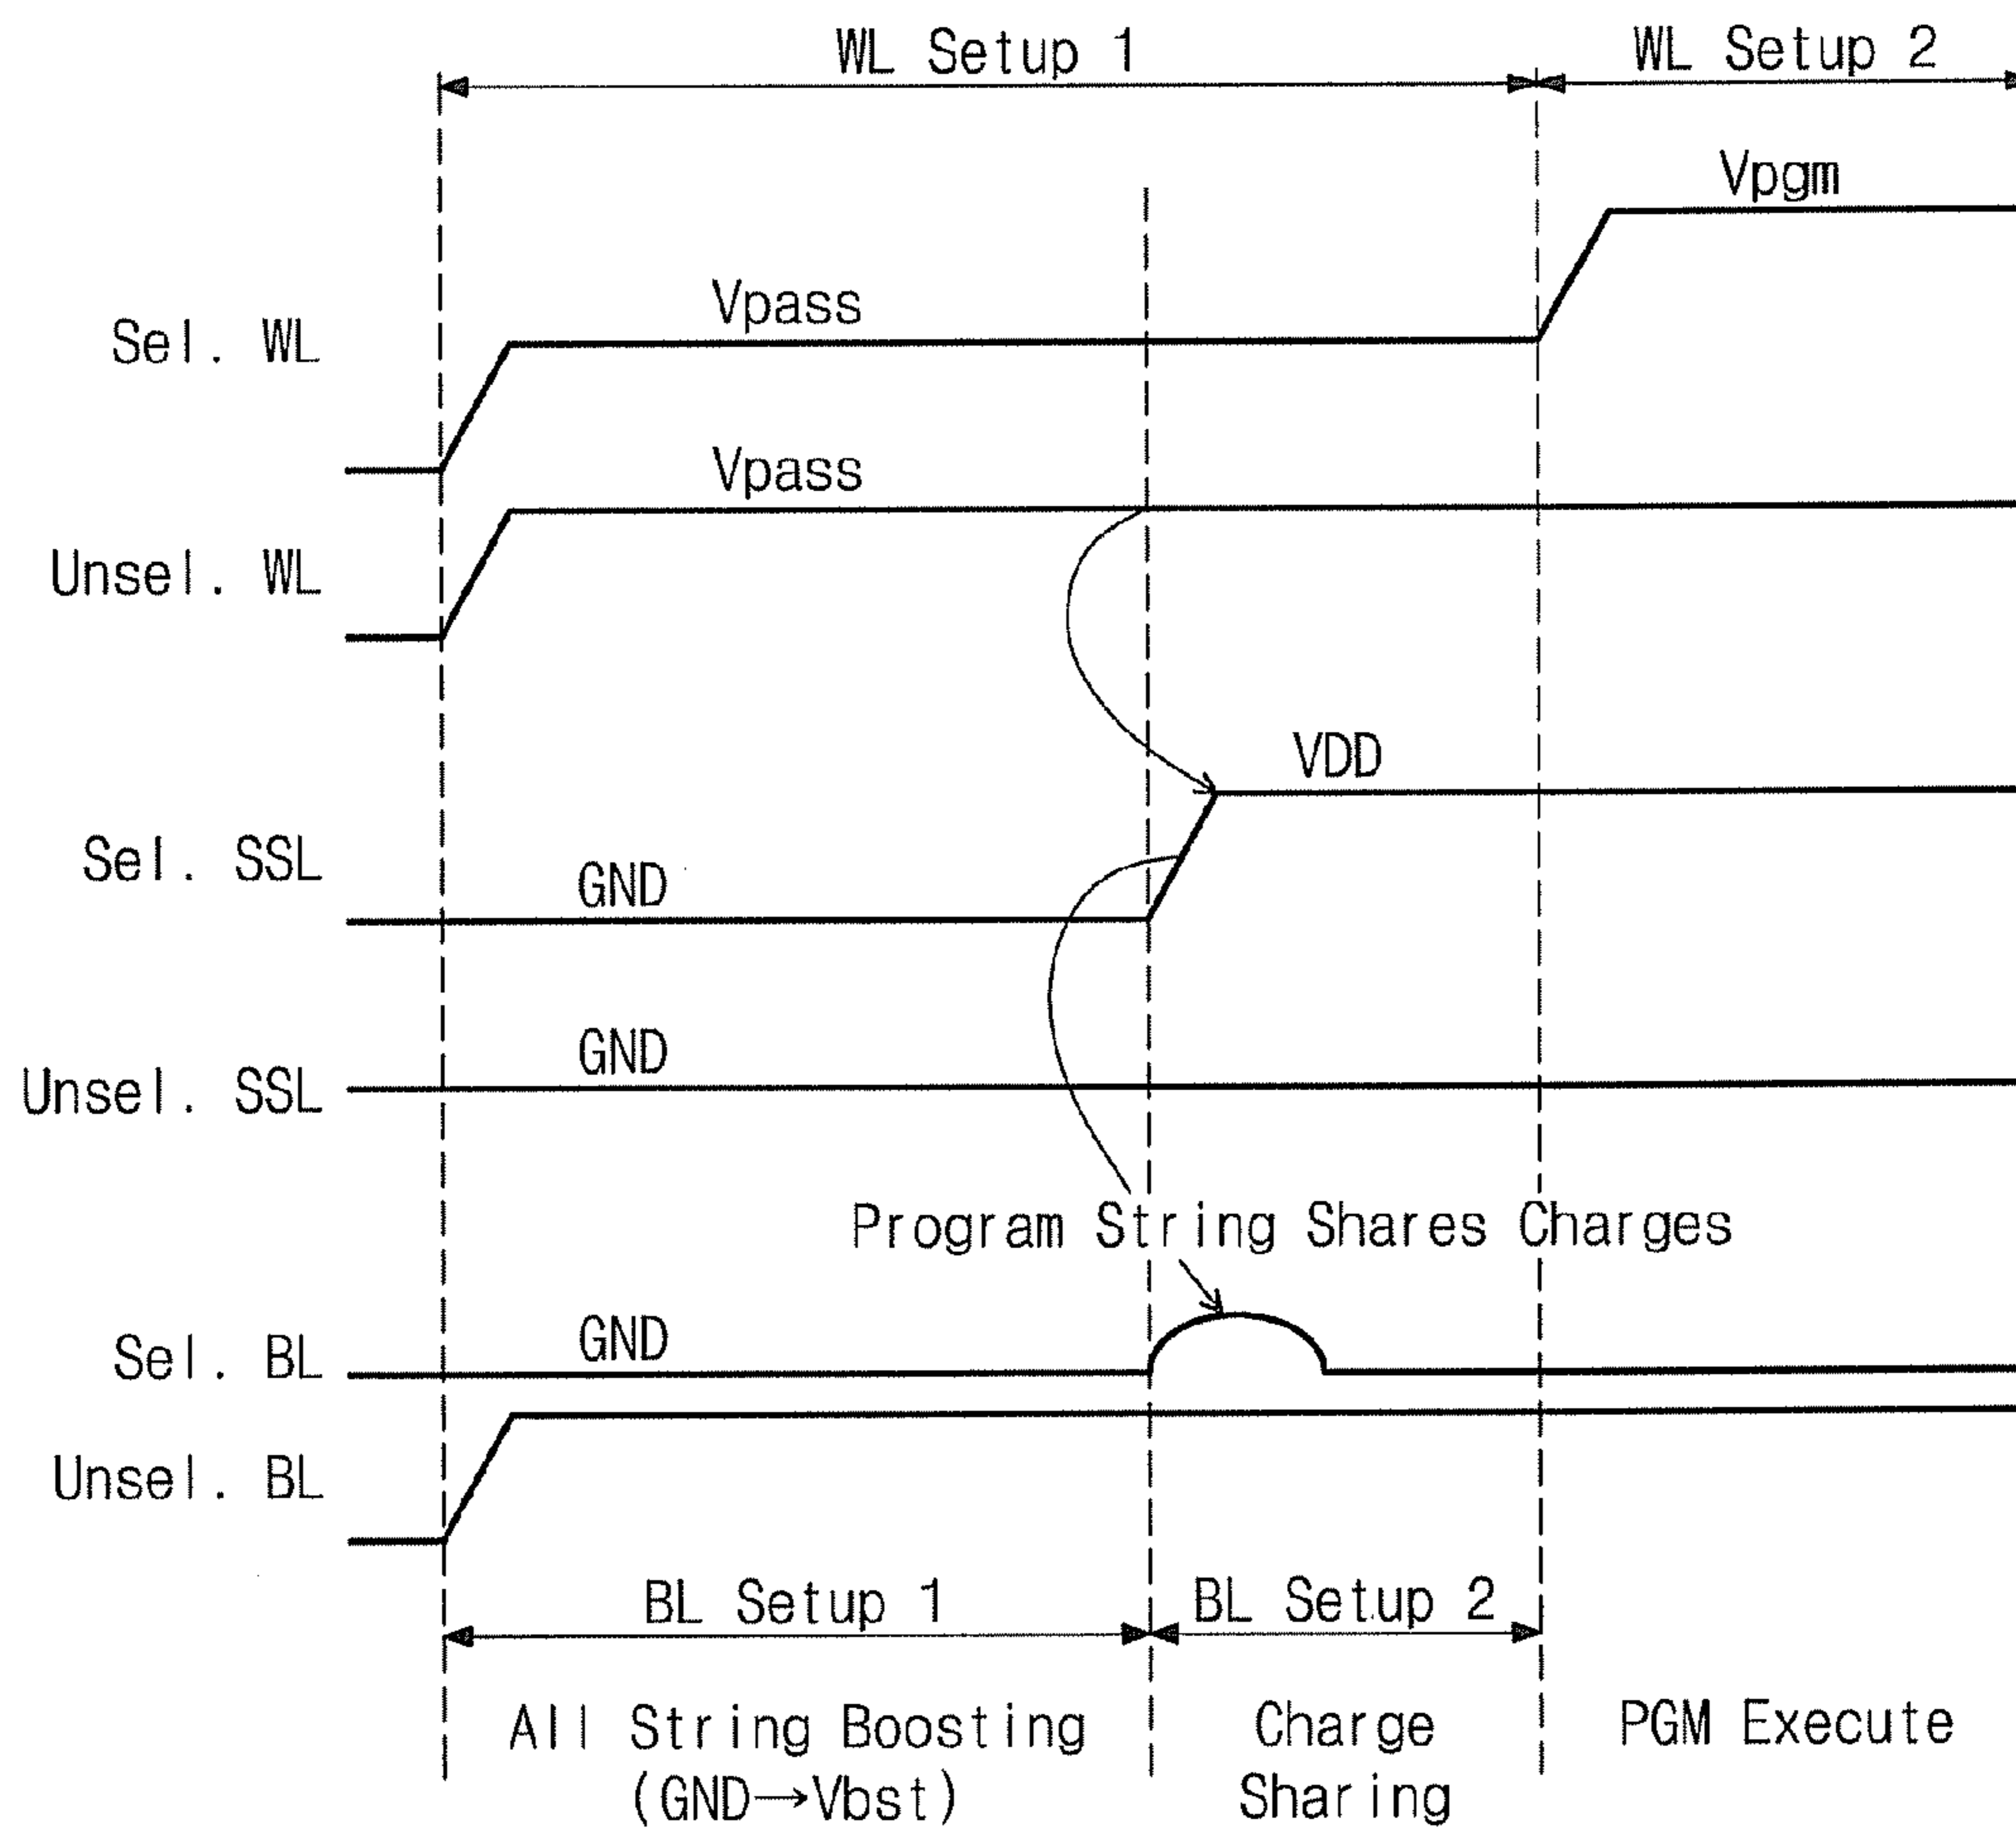 WL Setup 1
WL Setup 2
Vpgm
Vpass
Sel. WL
Vpass
Unsel. WL
VDD
Sel. SSL
GND
GND
Unsel. SSL
Program String Shares Charges
GND
Sel. BL
Unsel. BL
BL Setup 1
BL Setup 2
All String Boosting
(GND→Vbst)
Charge
Sharing
PGM Execute